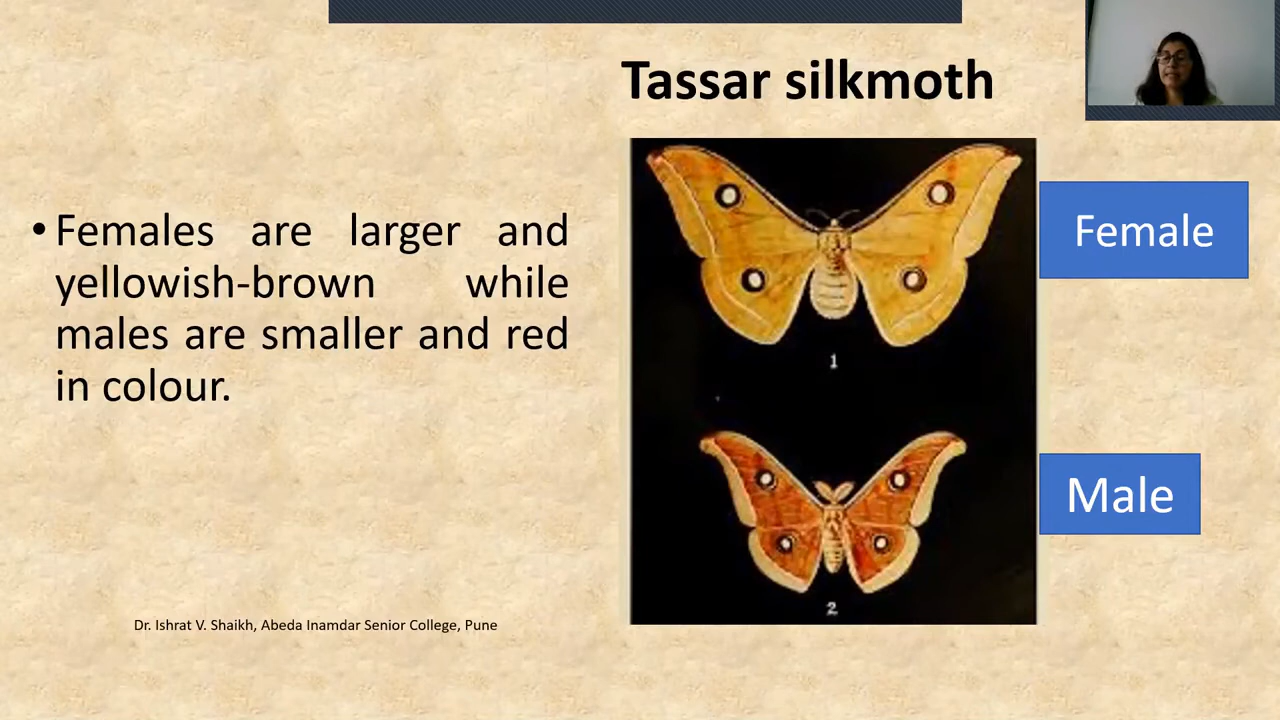 Tassar silkmoth
• Females are larger and
yellowish-brown while
males are smaller and red
in colour.
Female
1
Male
2
Dr. Ishrat V. Shaikh, Abeda Inamdar Senior College, Pune